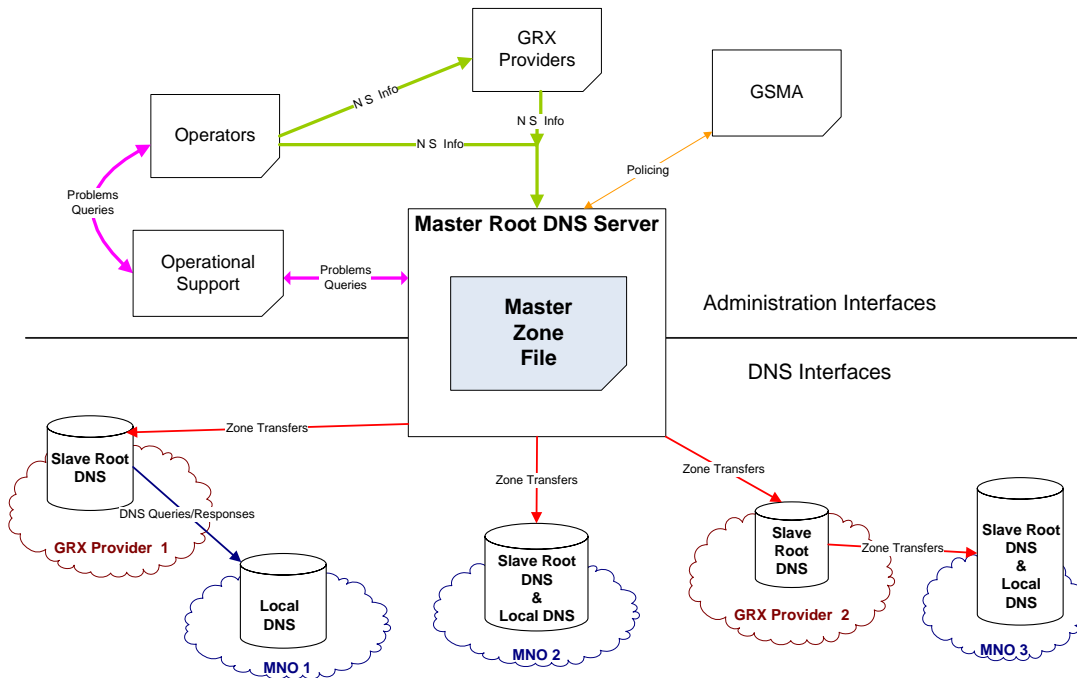 GRX
Providers
GSMA
N S Info
Operators
N S Info
N S Info
Policing
Problems
Queries
Master Root DNS Server
Operational
Support
Problems
Queries
Master
Zone
File
Administration Interfaces
DNS Interfaces
Zone Transfers
Slave Root
DNS
Zone Transfers
Zone Transfers
DNS Queries/Responses
GRX Provider 1
Slave Root
DNS
&
Local DNS
Slave
Root
DNS
Zone Transfers
Slave Root
DNS
&
Local
DNS
Local
DNS
GRX Provider 2
MNO 1
MNO 2
MNO 3